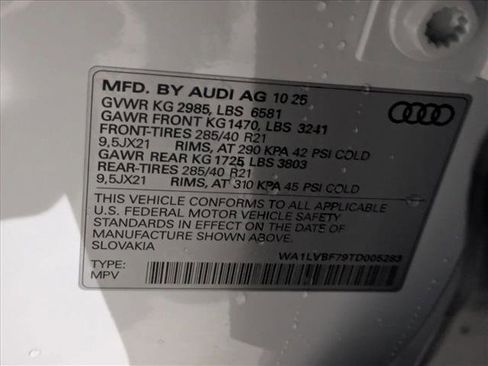 MFD. BY AUDI AG 10 25
GVWR KG 2985, LBS 6581
GAWR FRONT KG 1470, LBS 3241
FRONT-TIRES 285/40 R21
9,5JX21 RIMS, AT 290 KPA 42 PSI COLD
GAWR REAR KG 1725 LBS 3803
REAR-TIRES 285/40 R21
9,5JX21 RIMS, AT 310 KPA 45 PSI COLD
THIS VEHICLE CONFORMS TO ALL APPLICABLE
U.S. FEDERAL MOTOR VEHICLE SAFETY
STANDARDS IN EFFECT ON THE DATE OF
MANUFACTURE SHOWN ABOVE.
SLOVAKIA
WA1LVBF79TD005283
TYPE:
MPV